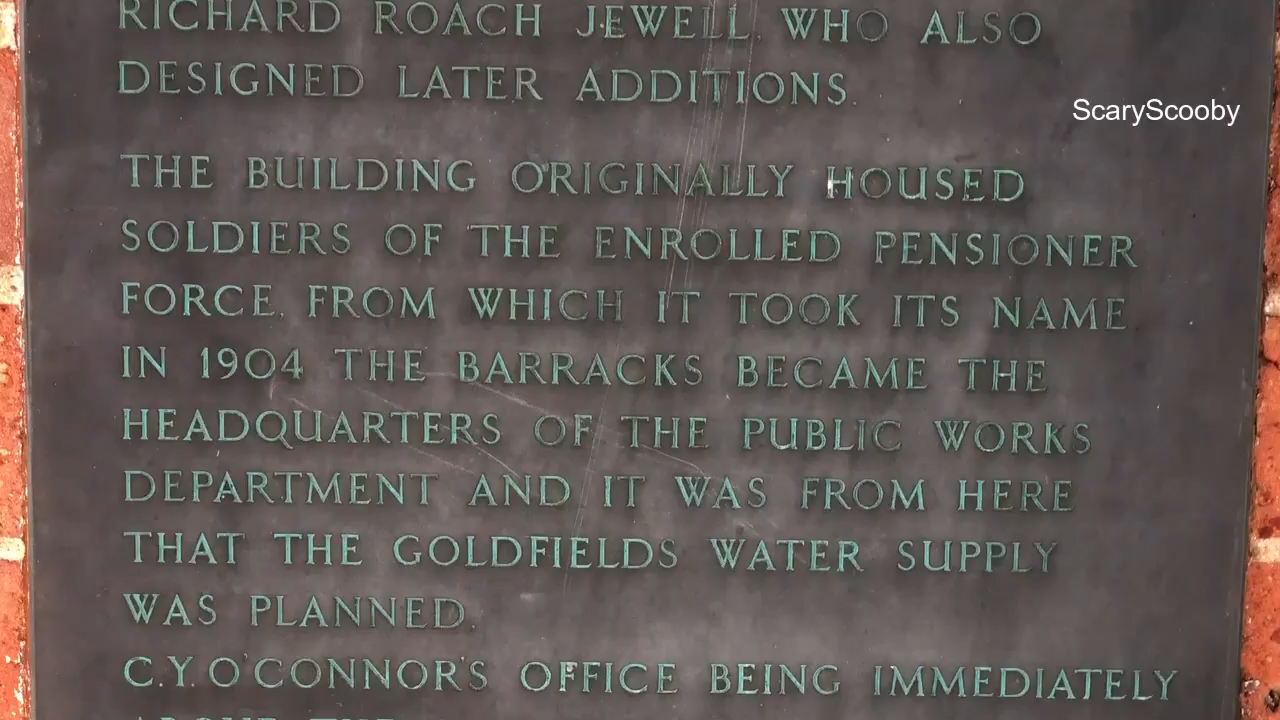 RICHARD ROACH JEWELL, WHO ALSO
DESIGNED LATER ADDITIONS.
ScaryScooby
THE BUILDING ORIGINALLY HOUSED
SOLDIERS OF THE ENROLLED PENSIONER
FORCE, FROM WHICH IT TOOK ITS NAME
IN 1904 THE BARRACKS BECAME THE
HEADQUARTERS OF THE PUBLIC WORKS
DEPARTMENT AND IT WAS FROM HERE
THAT THE GOLDFIELDS WATER SUPPLY
WAS PLANNED.
C.Y. O'CONNOR'S OFFICE BEING IMMEDIATELY